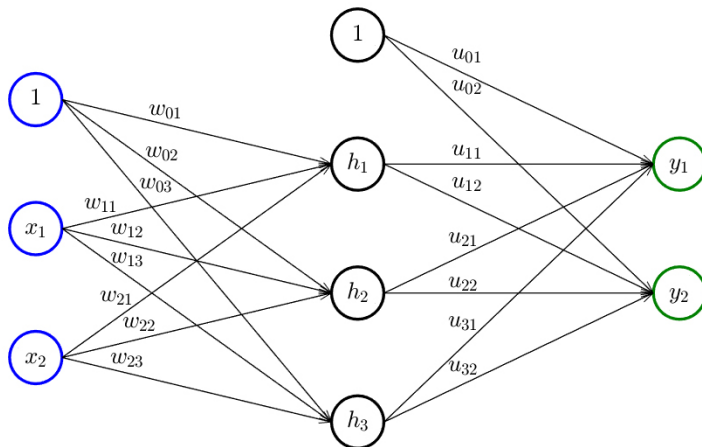 1
u₀₁
u₀₂
1
w₀₁
w₀₂
w₀₃
h₁
u₁₁
u₁₂
y₁
x₁
w₁₁
w₁₂
w₁₃
u₂₁
u₂₂
w₂₁
w₂₂
w₂₃
h₂
y₂
x₂
u₃₁
u₃₂
h₃